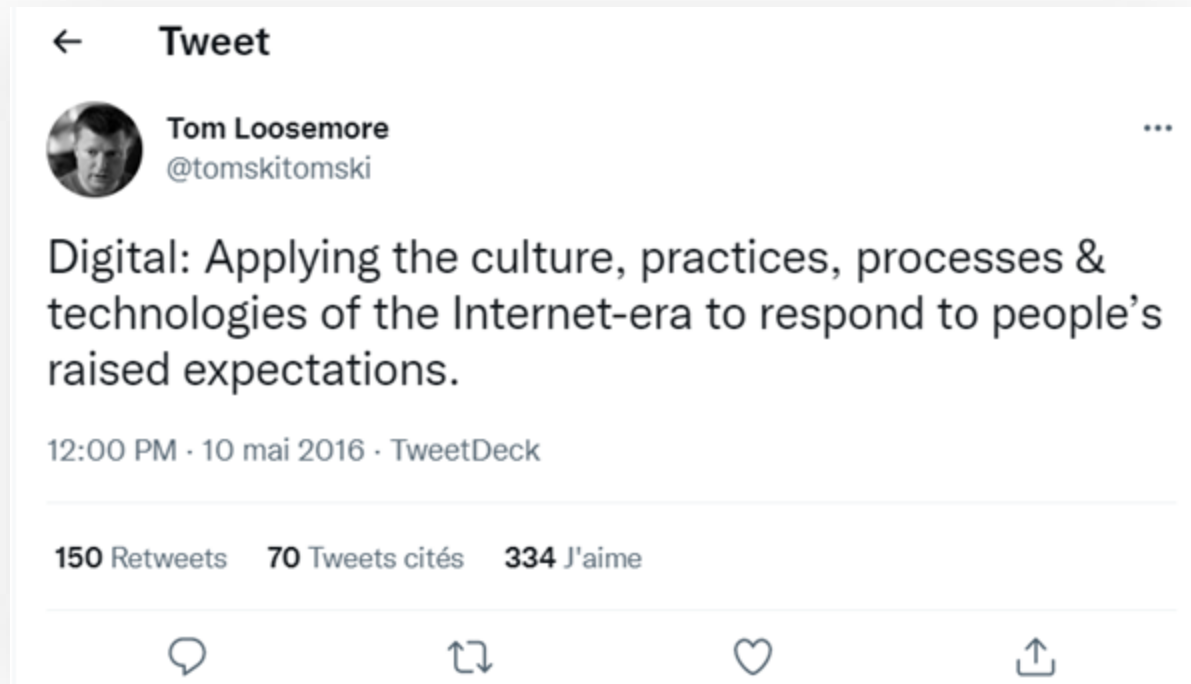 Tweet
Tom Loosemore
@tomskitomski
Digital: Applying the culture, practices, processes &
technologies of the Internet-era to respond to people’s
raised expectations.
12:00 PM · 10 mai 2016 · TweetDeck
150 Retweets 70 Tweets cités 334 J'aime